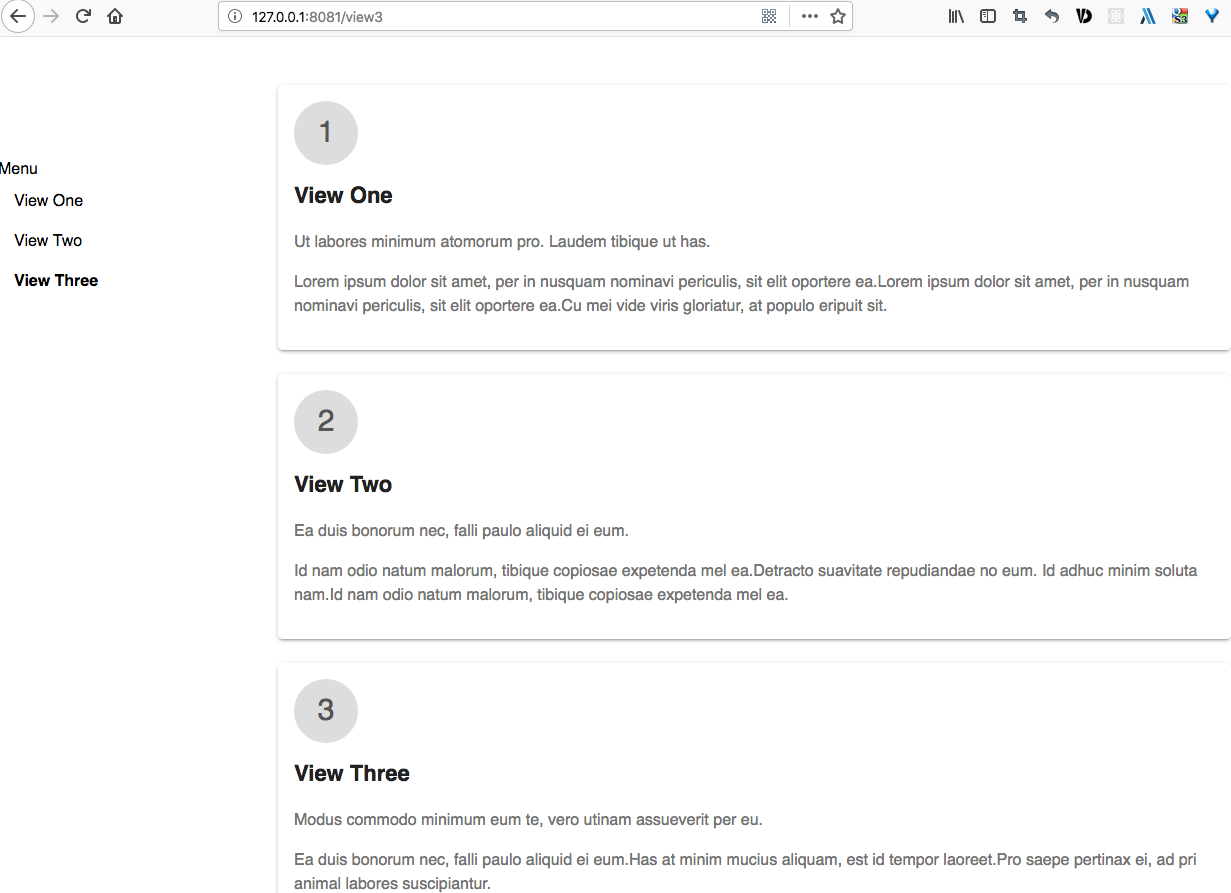 127.0.0.1:8081/view3
Menu
View One
View Two
View Three
1
View One
Ut labores minimum atomorum pro. Laudem tibique ut has.
Lorem ipsum dolor sit amet, per in nusquam nominavi periculis, sit elit oportere ea.Lorem ipsum dolor sit amet, per in nusquam
nominavi periculis, sit elit oportere ea.Cu mei vide viris gloriatur, at populo eripuit sit.
2
View Two
Ea duis bonorum nec, falli paulo aliquid ei eum.
Id nam odio natum malorum, tibique copiosae expetenda mel ea.Detracto suavitate repudiandae no eum. Id adhuc minim soluta
nam.Id nam odio natum malorum, tibique copiosae expetenda mel ea.
3
View Three
Modus commodo minimum eum te, vero utinam assueverit per eu.
Ea duis bonorum nec, falli paulo aliquid ei eum.Has at minim mucius aliquam, est id tempor laoreet.Pro saepe pertinax ei, ad pri
animal labores suscipiantur.